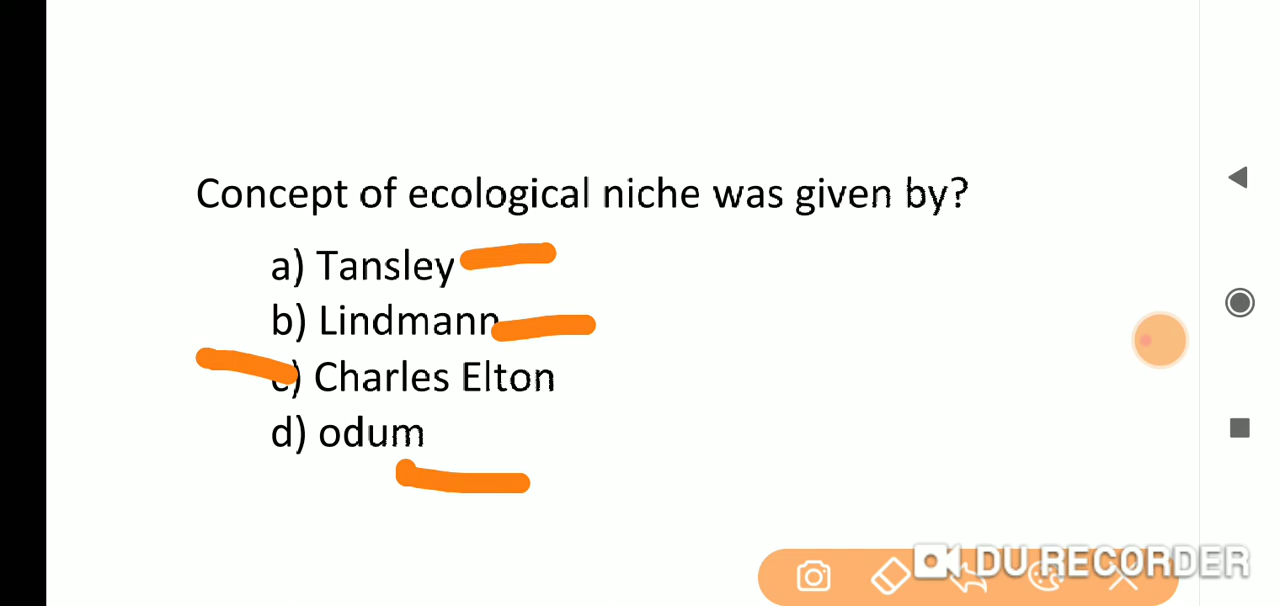 Concept of ecological niche was given by?
a) Tansley
b) Lindmann
c) Charles Elton
d) odum
DU RECORDER